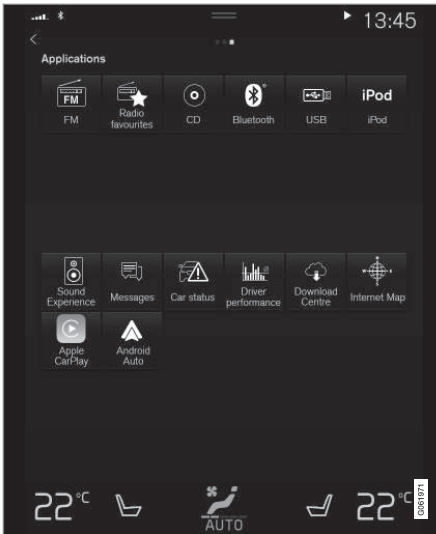 13:45
Applications
FM
FM
Radio
favourites
CD
Bluetooth
USB
iPod
iPod
Sound
Experience
Messages
Car status
Driver
performance
Download
Centre
Internet Map
Apple
CarPlay
Android
Auto
22°C
AUTO
22°C
G061971